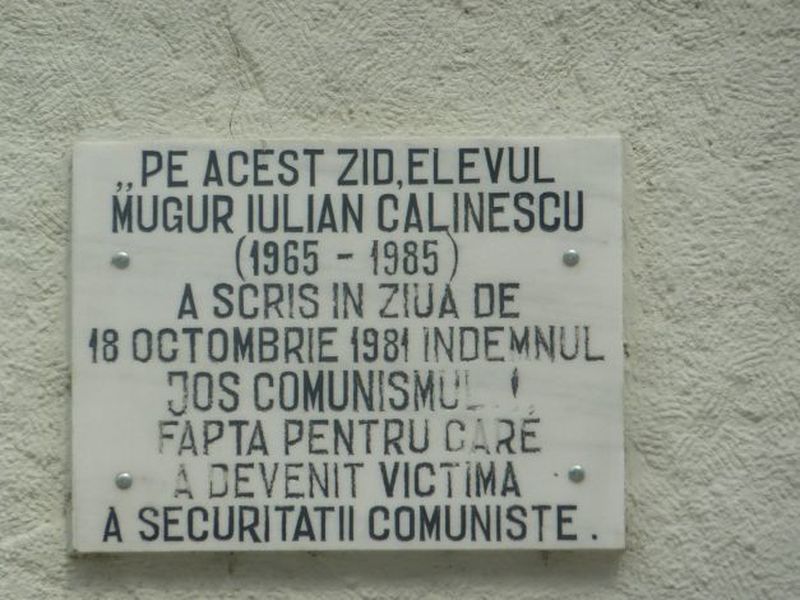 „PE ACEST ZID, ELEVUL
MUGUR IULIAN CALINESCU
(1965 - 1985)
A SCRIS IN ZIUA DE
18 OCTOMBRIE 1981 INDEMNUL
JOS COMUNISMUL !,
FAPTA PENTRU CARE
A DEVENIT VICTIMA
A SECURITATII COMUNISTE .